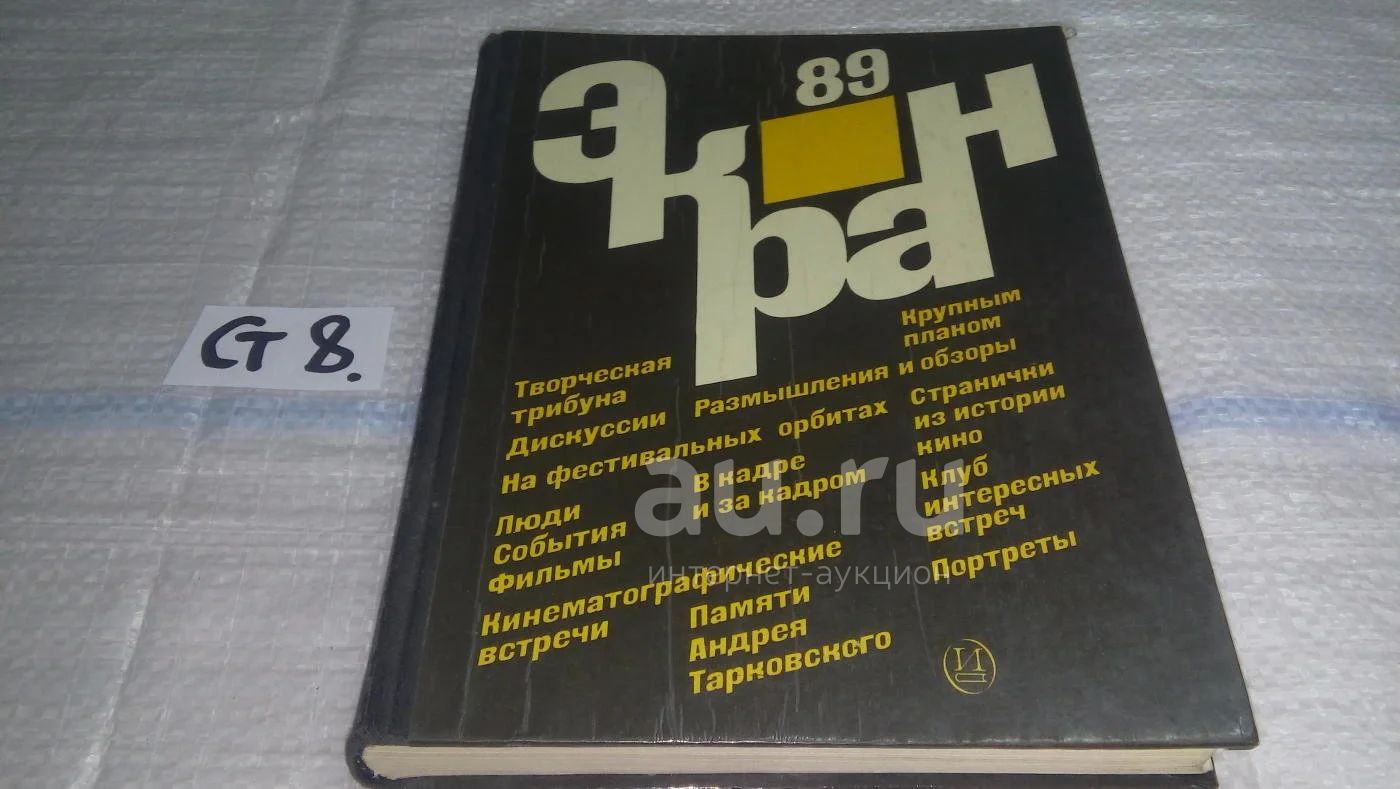 89
Экран
Творческая
трибуна
Дискуссии
Размышления и обзоры
Крупным
планом
На фестивальных орбитах
Странички
из истории
кино
Люди
События
Фильмы
В кадре
и за кадром
Клуб
интересных
встреч
Кинематографические
встречи
Памяти
Андрея
Тарковского
Портреты
И
СТ 8.
au.ru
интернет-аукцион